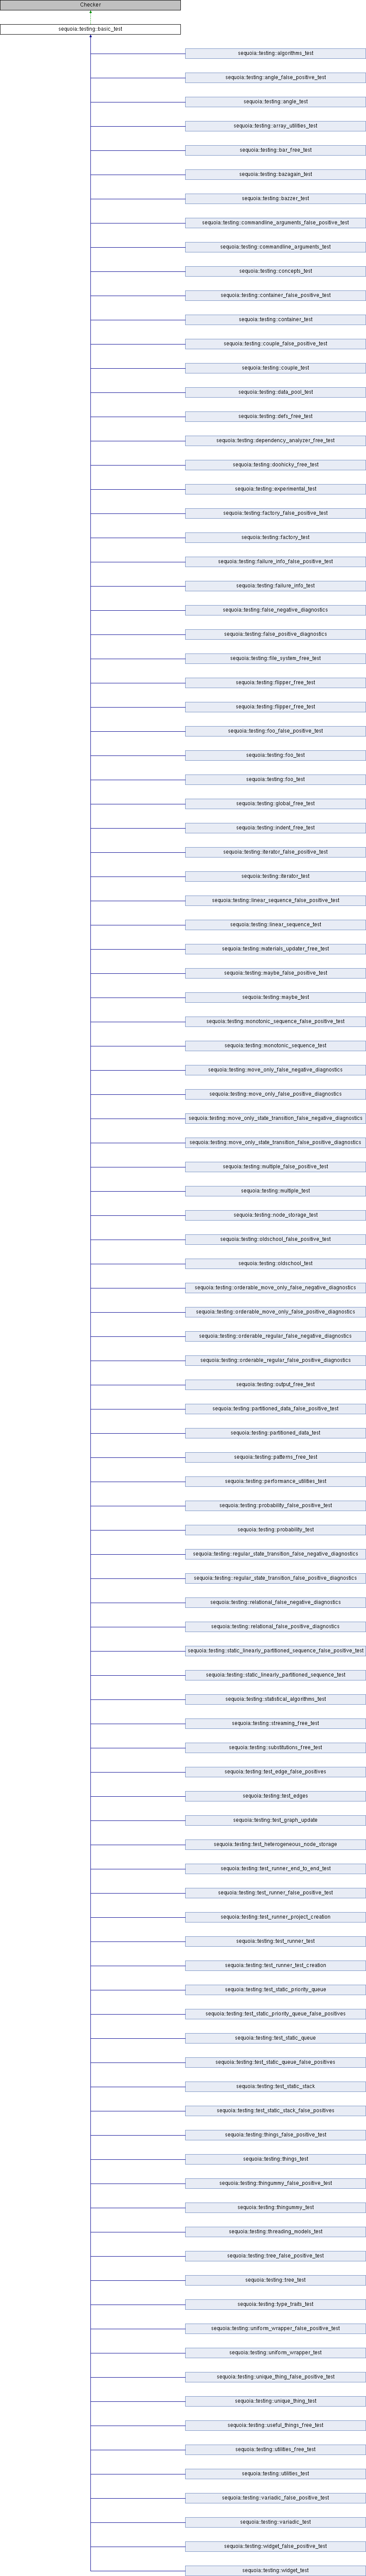 Checker
sequoia::testing::basic_test
sequoia::testing::algorithms_test
sequoia::testing::angle_false_positive_test
sequoia::testing::angle_test
sequoia::testing::array_utilities_test
sequoia::testing::bar_free_test
sequoia::testing::bazagain_test
sequoia::testing::bazzer_test
sequoia::testing::commandline_arguments_false_positive_test
sequoia::testing::commandline_arguments_test
sequoia::testing::concepts_test
sequoia::testing::container_false_positive_test
sequoia::testing::container_test
sequoia::testing::couple_false_positive_test
sequoia::testing::couple_test
sequoia::testing::data_pool_test
sequoia::testing::defs_free_test
sequoia::testing::dependency_analyzer_free_test
sequoia::testing::doohicky_free_test
sequoia::testing::experimental_test
sequoia::testing::factory_false_positive_test
sequoia::testing::factory_test
sequoia::testing::failure_info_false_positive_test
sequoia::testing::failure_info_test
sequoia::testing::false_negative_diagnostics
sequoia::testing::false_positive_diagnostics
sequoia::testing::file_system_free_test
sequoia::testing::flipper_free_test
sequoia::testing::flipper_free_test
sequoia::testing::foo_false_positive_test
sequoia::testing::foo_test
sequoia::testing::foo_test
sequoia::testing::global_free_test
sequoia::testing::indent_free_test
sequoia::testing::iterator_false_positive_test
sequoia::testing::iterator_test
sequoia::testing::linear_sequence_false_positive_test
sequoia::testing::linear_sequence_test
sequoia::testing::materials_updater_free_test
sequoia::testing::maybe_false_positive_test
sequoia::testing::maybe_test
sequoia::testing::monotonic_sequence_false_positive_test
sequoia::testing::monotonic_sequence_test
sequoia::testing::move_only_false_negative_diagnostics
sequoia::testing::move_only_false_positive_diagnostics
sequoia::testing::move_only_state_transition_false_negative_diagnostics
sequoia::testing::move_only_state_transition_false_positive_diagnostics
sequoia::testing::multiple_false_positive_test
sequoia::testing::multiple_test
sequoia::testing::node_storage_test
sequoia::testing::oldschool_false_positive_test
sequoia::testing::oldschool_test
sequoia::testing::orderable_move_only_false_negative_diagnostics
sequoia::testing::orderable_move_only_false_positive_diagnostics
sequoia::testing::orderable_regular_false_negative_diagnostics
sequoia::testing::orderable_regular_false_positive_diagnostics
sequoia::testing::output_free_test
sequoia::testing::partitioned_data_false_positive_test
sequoia::testing::partitioned_data_test
sequoia::testing::patterns_free_test
sequoia::testing::performance_utilities_test
sequoia::testing::probability_false_positive_test
sequoia::testing::probability_test
sequoia::testing::regular_state_transition_false_negative_diagnostics
sequoia::testing::regular_state_transition_false_positive_diagnostics
sequoia::testing::relational_false_negative_diagnostics
sequoia::testing::relational_false_positive_diagnostics
sequoia::testing::static_linearly_partitioned_sequence_false_positive_test
sequoia::testing::static_linearly_partitioned_sequence_test
sequoia::testing::statistical_algorithms_test
sequoia::testing::streaming_free_test
sequoia::testing::substitutions_free_test
sequoia::testing::test_edge_false_positives
sequoia::testing::test_edges
sequoia::testing::test_graph_update
sequoia::testing::test_heterogeneous_node_storage
sequoia::testing::test_runner_end_to_end_test
sequoia::testing::test_runner_false_positive_test
sequoia::testing::test_runner_project_creation
sequoia::testing::test_runner_test
sequoia::testing::test_runner_test_creation
sequoia::testing::test_static_priority_queue
sequoia::testing::test_static_priority_queue_false_positives
sequoia::testing::test_static_queue
sequoia::testing::test_static_queue_false_positives
sequoia::testing::test_static_stack
sequoia::testing::test_static_stack_false_positives
sequoia::testing::things_false_positive_test
sequoia::testing::things_test
sequoia::testing::thingummy_false_positive_test
sequoia::testing::thingummy_test
sequoia::testing::threading_models_test
sequoia::testing::tree_false_positive_test
sequoia::testing::tree_test
sequoia::testing::type_traits_test
sequoia::testing::uniform_wrapper_false_positive_test
sequoia::testing::uniform_wrapper_test
sequoia::testing::unique_thing_false_positive_test
sequoia::testing::unique_thing_test
sequoia::testing::useful_things_free_test
sequoia::testing::utilities_free_test
sequoia::testing::utilities_test
sequoia::testing::variadic_false_positive_test
sequoia::testing::variadic_test
sequoia::testing::widget_false_positive_test
sequoia::testing::widget_test